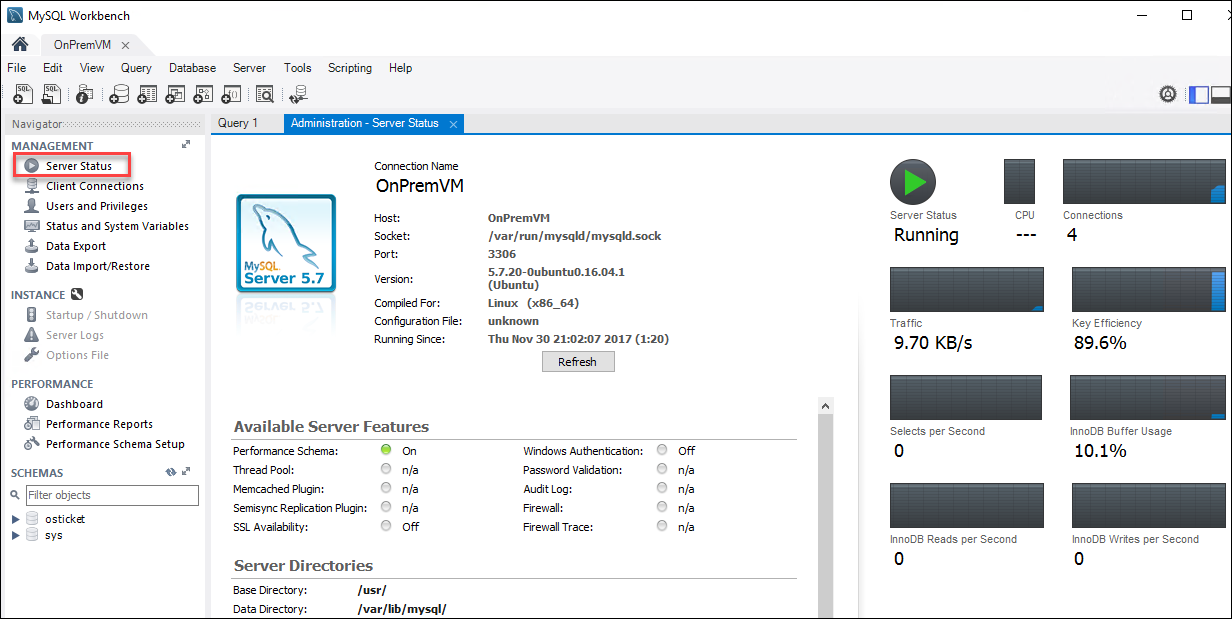 MySQL Workbench
OnPremVM
File Edit View Query Database Server Tools Scripting Help
Navigator
MANAGEMENT
Server Status
Client Connections
Users and Privileges
Status and System Variables
Data Export
Data Import/Restore
INSTANCE
Startup / Shutdown
Server Logs
Options File
PERFORMANCE
Dashboard
Performance Reports
Performance Schema Setup
SCHEMAS
Filter objects
osticket
sys
Query 1 Administration - Server Status
MySQL
Server 5.7
Connection Name
OnPremVM
Host: OnPremVM
Socket: /var/run/mysqld/mysqld.sock
Port: 3306
Version: 5.7.20-0ubuntu0.16.04.1
(Ubuntu)
Compiled For: Linux (x86_64)
Configuration File: unknown
Running Since: Thu Nov 30 21:02:07 2017 (1:20)
Refresh
Available Server Features
Performance Schema: On Windows Authentication: Off
Thread Pool: n/a Password Validation: n/a
Memcached Plugin: n/a Audit Log: n/a
Semisync Replication Plugin: n/a Firewall: n/a
SSL Availability: Off Firewall Trace: n/a
Server Directories
Base Directory: /usr/
Data Directory: /var/lib/mysql/
Server Status CPU Connections
Running --- 4
Traffic Key Efficiency
9.70 KB/s 89.6%
Selects per Second InnoDB Buffer Usage
0 10.1%
InnoDB Reads per Second InnoDB Writes per Second
0 0